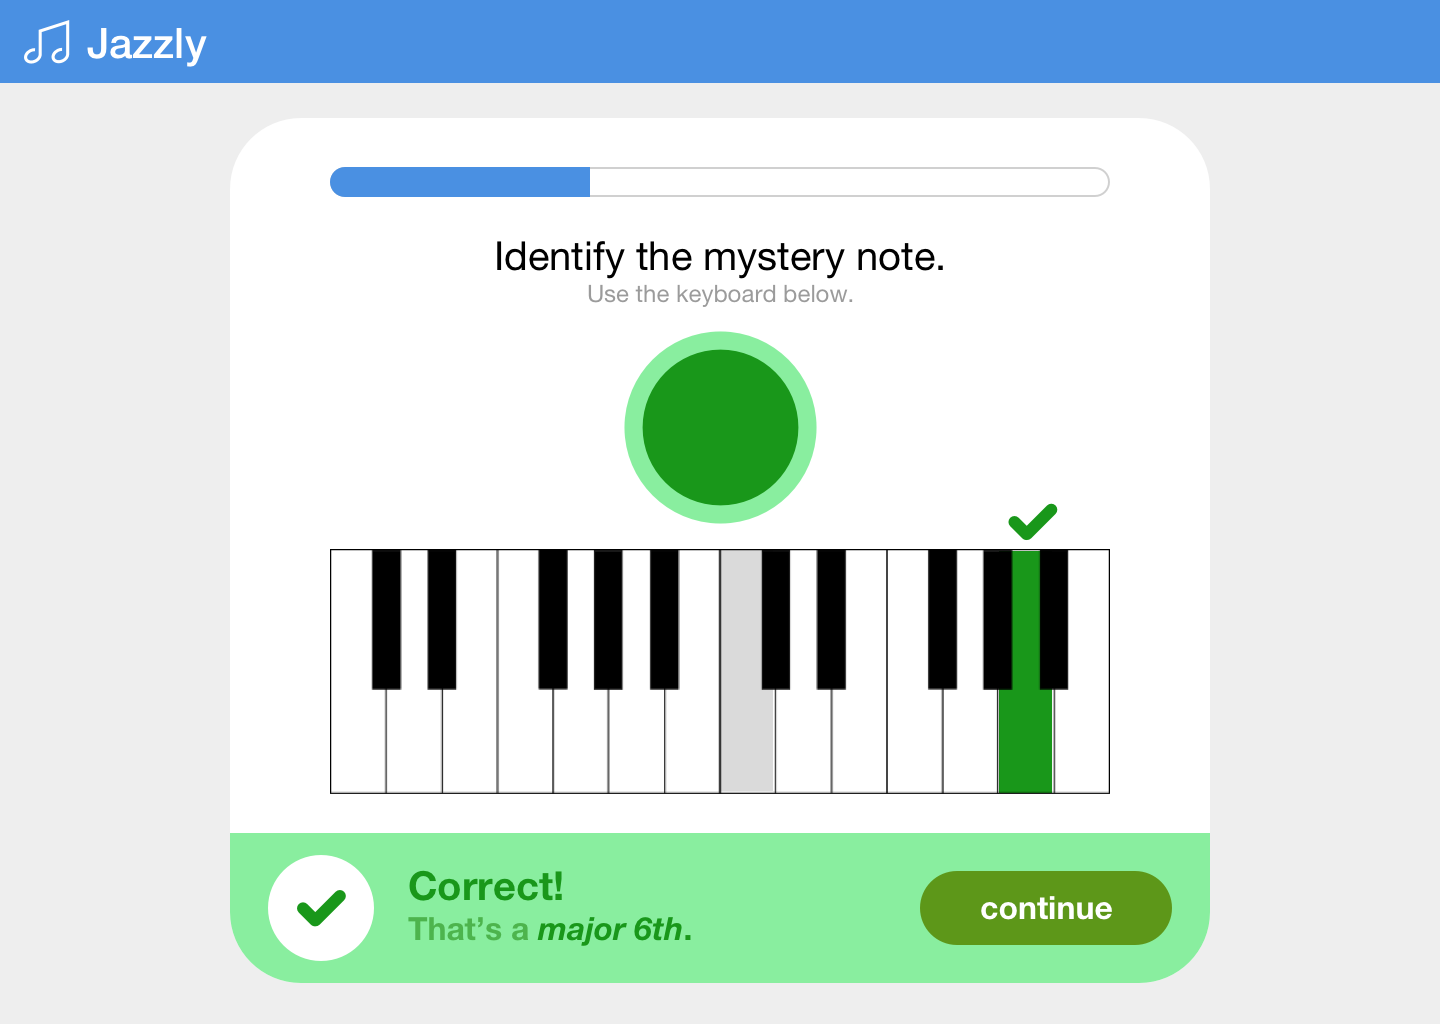 Jazzly
Identify the mystery note.
Use the keyboard below.
Correct!
That’s a major 6th.
continue